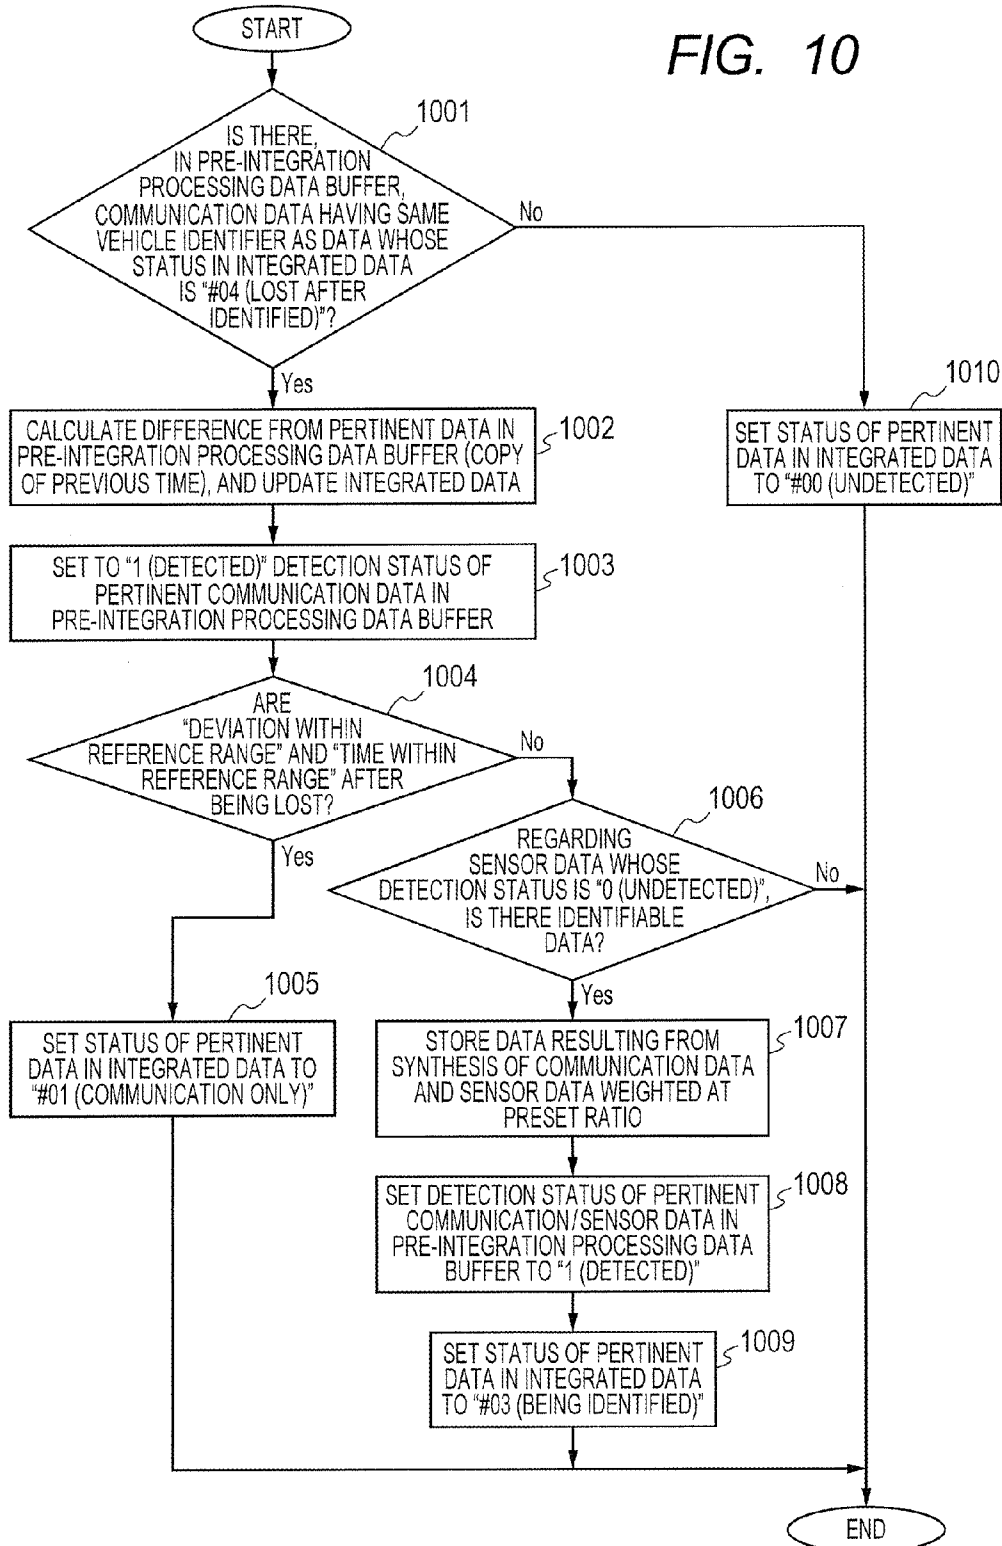 START
FIG. 10
1001
IS THERE,
IN PRE-INTEGRATION
PROCESSING DATA BUFFER,
COMMUNICATION DATA HAVING SAME
VEHICLE IDENTIFIER AS DATA WHOSE
STATUS IN INTEGRATED DATA
IS “#04 (LOST AFTER
IDENTIFIED)”?
No
Yes
1010
SET STATUS OF PERTINENT
DATA IN INTEGRATED DATA
TO “#00 (UNDETECTED)”
CALCULATE DIFFERENCE FROM PERTINENT DATA IN
PRE-INTEGRATION PROCESSING DATA BUFFER (COPY
OF PREVIOUS TIME), AND UPDATE INTEGRATED DATA
1002
SET TO “1 (DETECTED)” DETECTION STATUS OF
PERTINENT COMMUNICATION DATA IN
PRE-INTEGRATION PROCESSING DATA BUFFER
1003
1004
ARE
“DEVIATION WITHIN
REFERENCE RANGE” AND “TIME WITHIN
REFERENCE RANGE” AFTER
BEING LOST?
No
Yes
1006
REGARDING
SENSOR DATA WHOSE
DETECTION STATUS IS “0 (UNDETECTED)”,
IS THERE IDENTIFIABLE
DATA?
No
Yes
1005
SET STATUS OF PERTINENT
DATA IN INTEGRATED DATA TO
“#01 (COMMUNICATION ONLY)”
STORE DATA RESULTING FROM
SYNTHESIS OF COMMUNICATION DATA
AND SENSOR DATA WEIGHTED AT
PRESET RATIO
1007
SET DETECTION STATUS OF PERTINENT
COMMUNICATION/SENSOR DATA IN
PRE-INTEGRATION PROCESSING DATA
BUFFER TO “1 (DETECTED)”
1008
SET STATUS OF PERTINENT
DATA IN INTEGRATED DATA
TO “#03 (BEING IDENTIFIED)”
1009
END